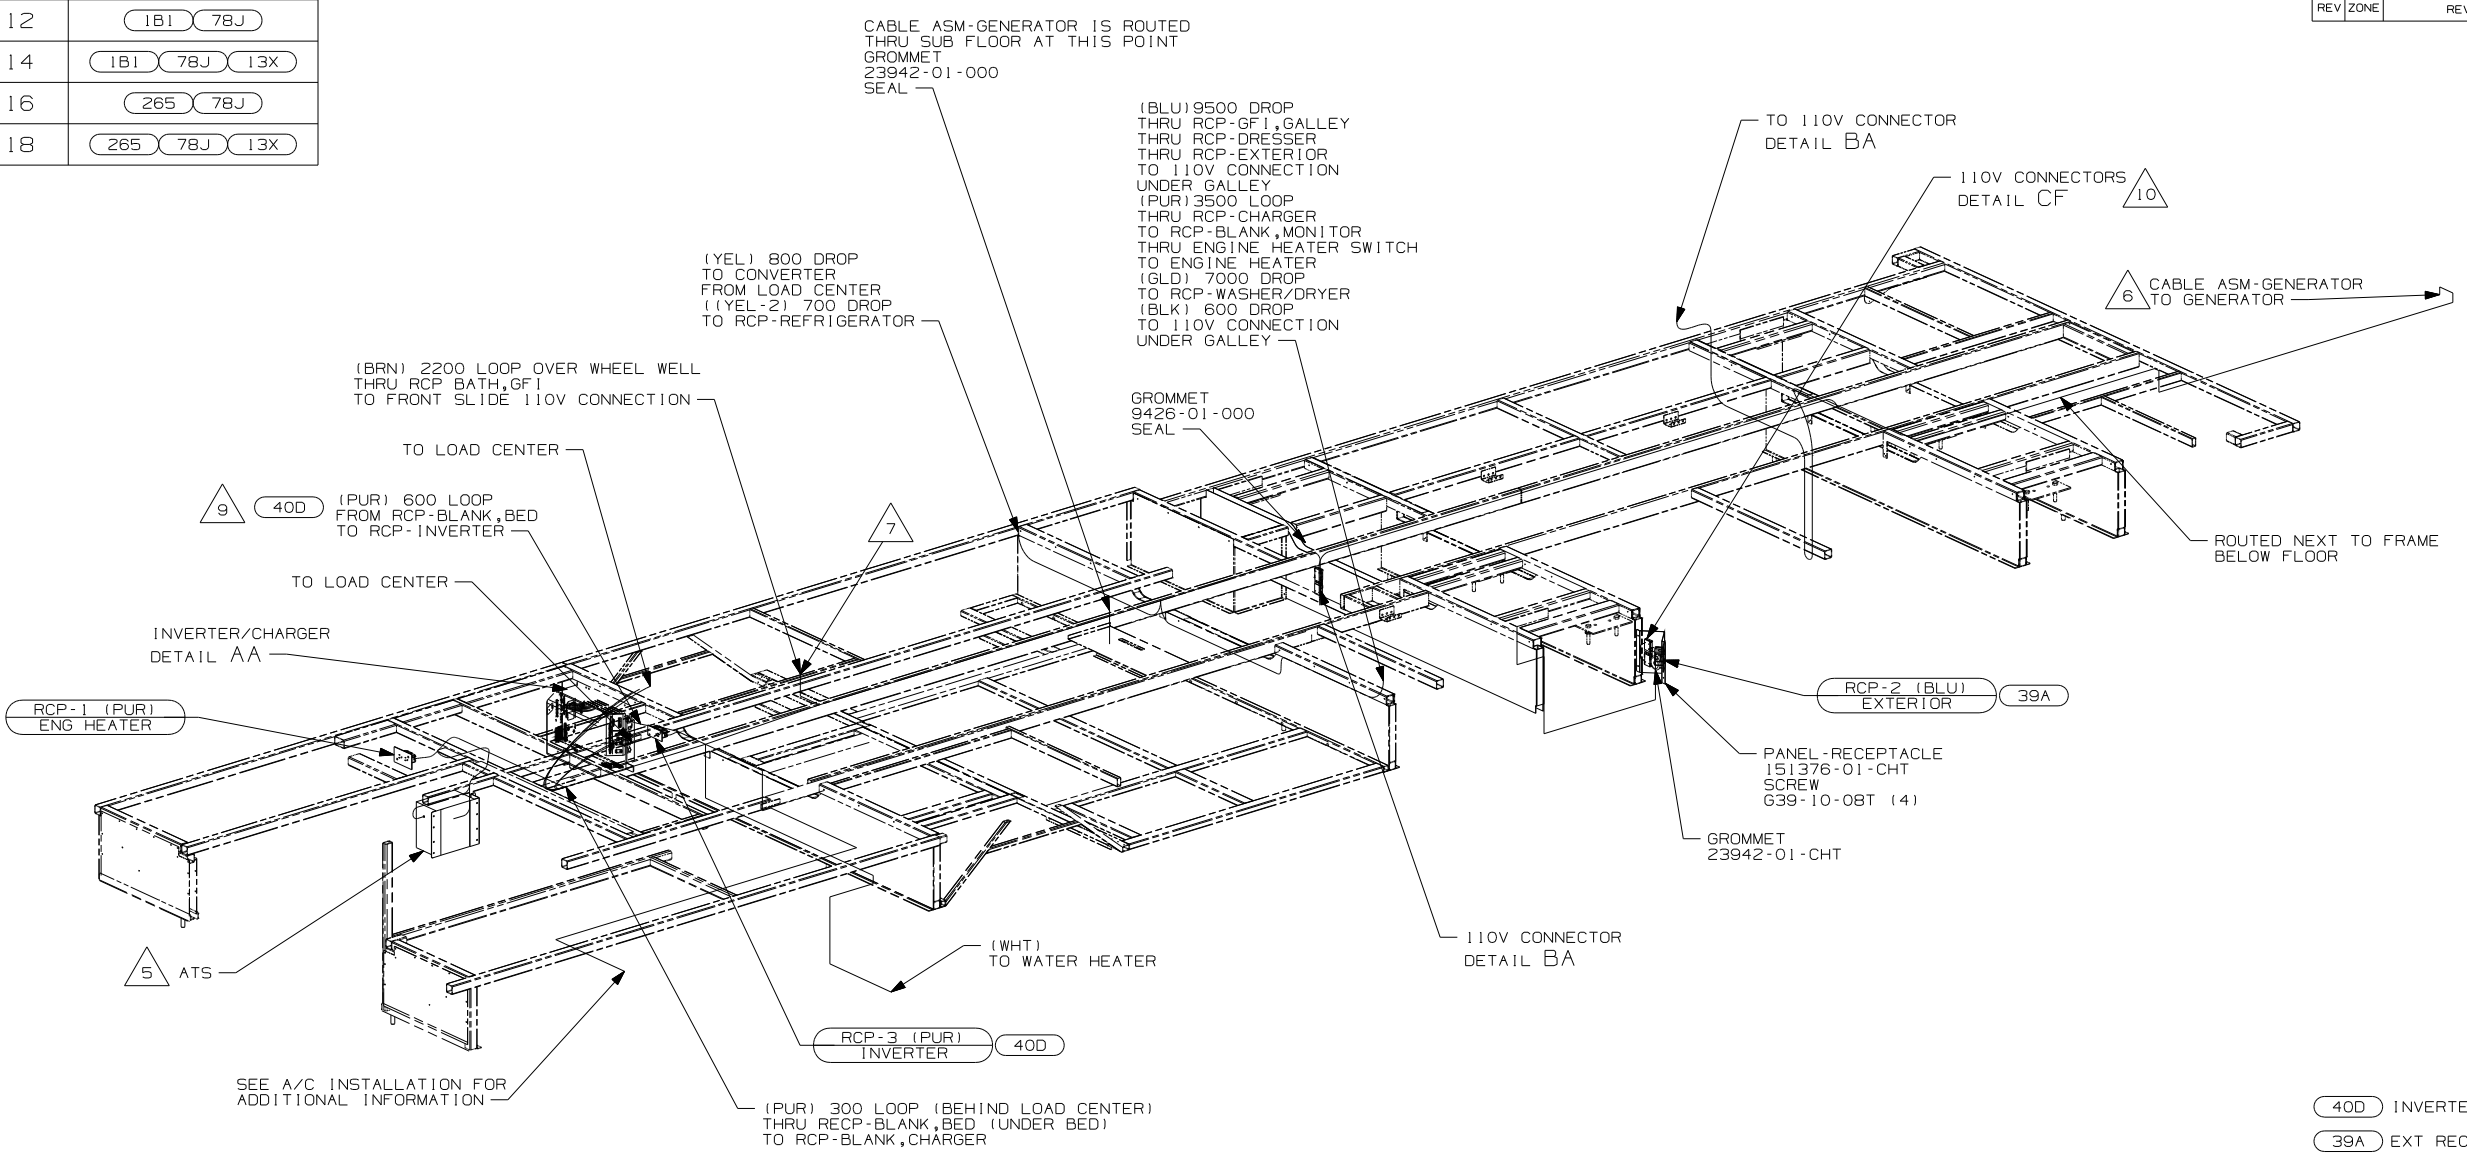 12 1B1 78J
14 1B1 78J 13X
16 265 78J
18 265 78J 13X
REV ZONE REV
CABLE ASM-GENERATOR IS ROUTED
THRU SUB FLOOR AT THIS POINT
GROMMET
23942-01-000
SEAL
(BLU)9500 DROP
THRU RCP-GFI,GALLEY
THRU RCP-DRESSER
THRU RCP-EXTERIOR
TO 110V CONNECTION
UNDER GALLEY
(PUR)3500 LOOP
THRU RCP-CHARGER
TO RCP-BLANK,MONITOR
THRU ENGINE HEATER SWITCH
TO ENGINE HEATER
(GLD) 7000 DROP
TO RCP-WASHER/DRYER
(BLK) 600 DROP
TO 110V CONNECTION
UNDER GALLEY
TO 110V CONNECTOR
DETAIL BA
110V CONNECTORS
DETAIL CF
10
6
CABLE ASM-GENERATOR
TO GENERATOR
(YEL) 800 DROP
TO CONVERTER
FROM LOAD CENTER
((YEL-2) 700 DROP
TO RCP-REFRIGERATOR
(BRN) 2200 LOOP OVER WHEEL WELL
THRU RCP BATH,GFI
TO FRONT SLIDE 110V CONNECTION
GROMMET
9426-01-000
SEAL
TO LOAD CENTER
9
40D
(PUR) 600 LOOP
FROM RCP-BLANK,BED
TO RCP-INVERTER
7
ROUTED NEXT TO FRAME
BELOW FLOOR
TO LOAD CENTER
INVERTER/CHARGER
DETAIL AA
RCP-1 (PUR)
ENG HEATER
RCP-2 (BLU)
EXTERIOR
39A
PANEL-RECEPTACLE
151376-01-CHT
SCREW
G39-10-08T (4)
GROMMET
23942-01-CHT
5 ATS
(WHT)
TO WATER HEATER
110V CONNECTOR
DETAIL BA
RCP-3 (PUR)
INVERTER
40D
SEE A/C INSTALLATION FOR
ADDITIONAL INFORMATION
(PUR) 300 LOOP (BEHIND LOAD CENTER)
THRU RECP-BLANK,BED (UNDER BED)
TO RCP-BLANK,CHARGER
40D INVERTE
39A EXT REC